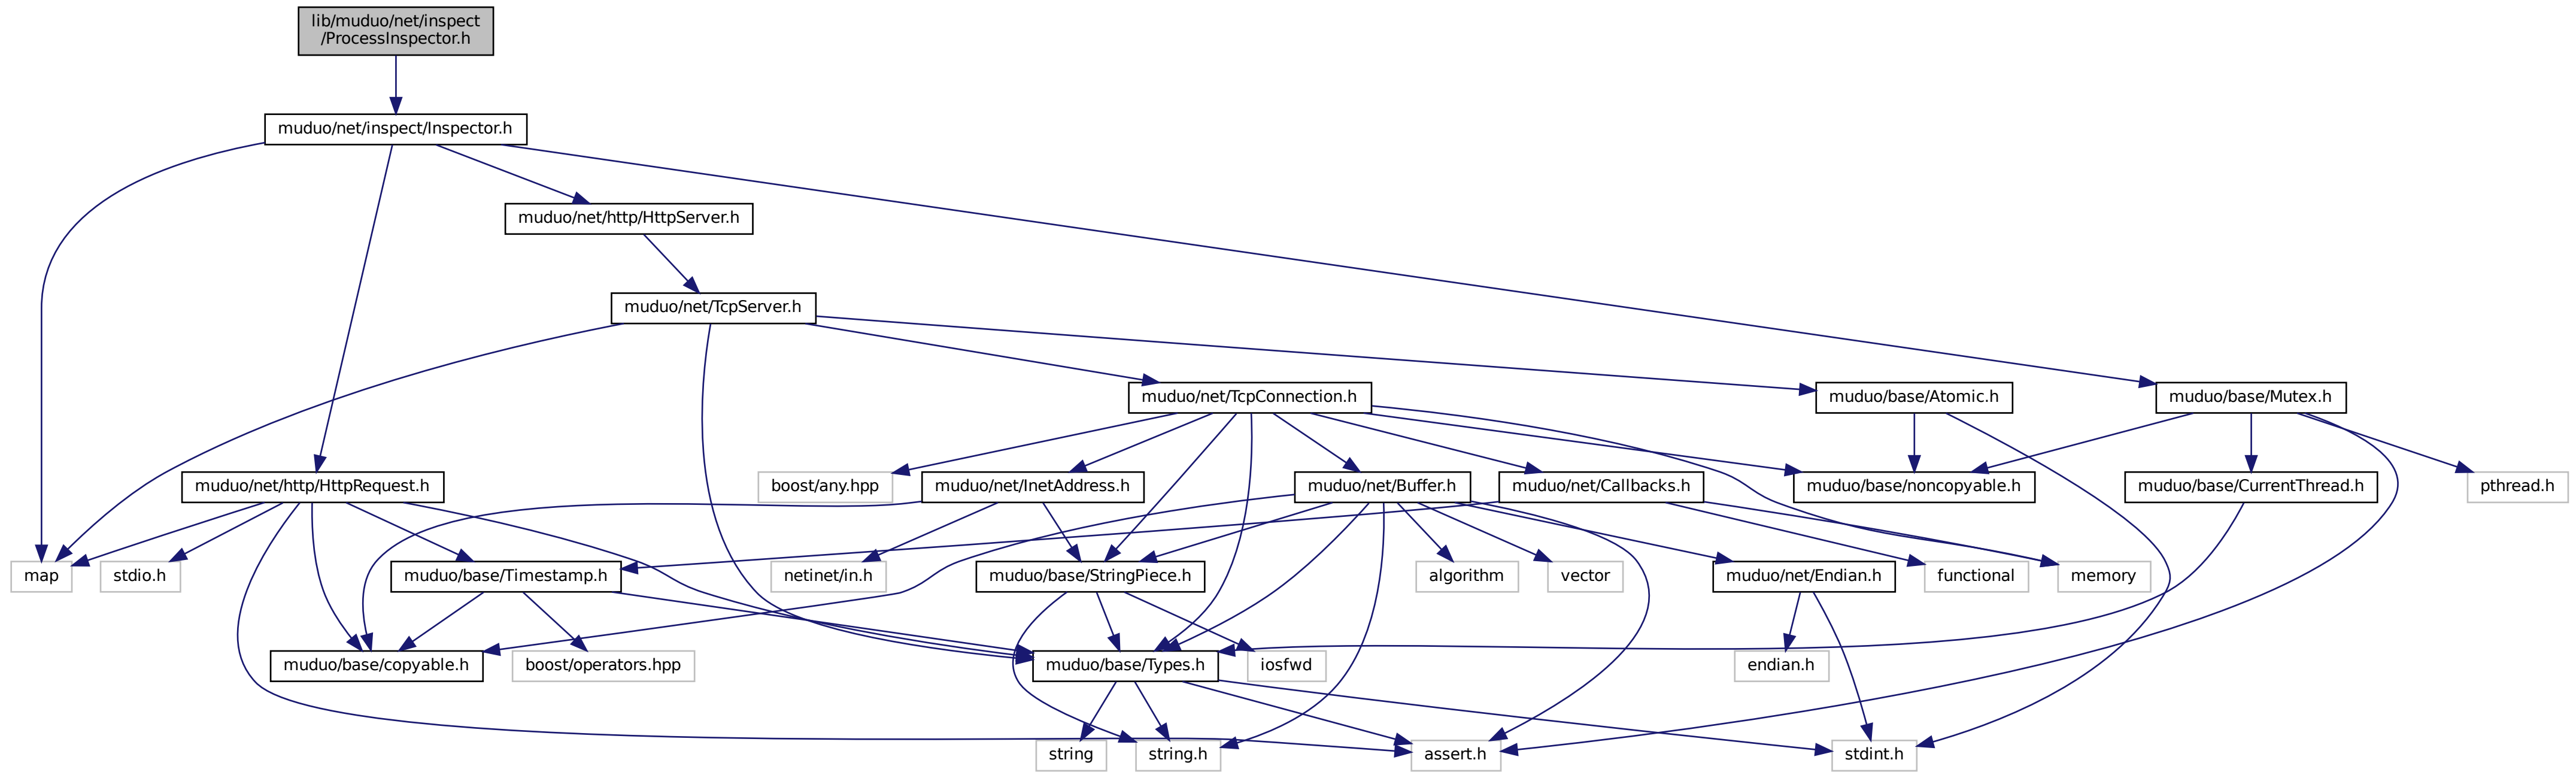 lib/muduo/net/inspect
/ProcessInspector.h
muduo/net/inspect/Inspector.h
muduo/net/http/HttpServer.h
muduo/net/TcpServer.h
muduo/net/TcpConnection.h
muduo/base/Atomic.h
muduo/base/Mutex.h
muduo/net/http/HttpRequest.h
boost/any.hpp
muduo/net/InetAddress.h
muduo/net/Buffer.h
muduo/net/Callbacks.h
muduo/base/noncopyable.h
muduo/base/CurrentThread.h
pthread.h
map
stdio.h
muduo/base/Timestamp.h
netinet/in.h
muduo/base/StringPiece.h
algorithm
vector
muduo/net/Endian.h
functional
memory
muduo/base/copyable.h
boost/operators.hpp
muduo/base/Types.h
iosfwd
endian.h
string
string.h
assert.h
stdint.h